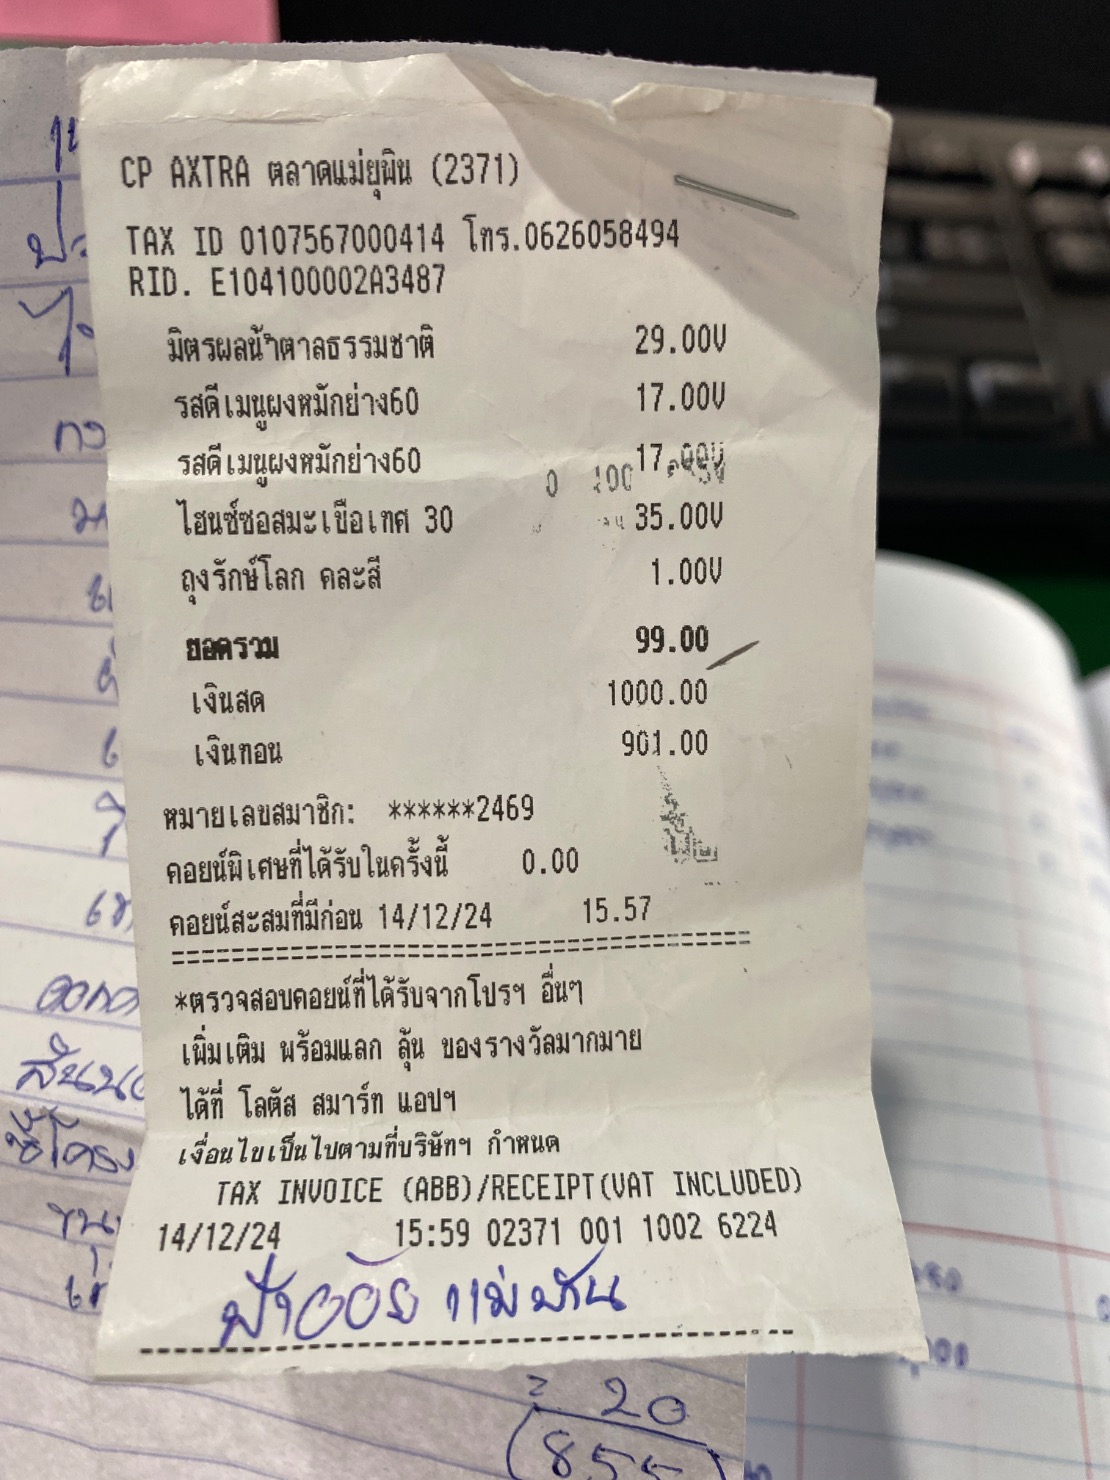 CP AXTRA ตลาดแม่ยุพิน (2371)
TAX ID 0107567000414 โทร.0626058494
RID. E104100002A3487
มิตรผลน้ำตาลธรรมชาติ 29.00V
รสดีเมนูผงหมักย่าง60 17.00V
รสดีเมนูผงหมักย่าง60 17.00V
ไฮนซ์ซอสมะเขือเทศ 30 35.00V
ถุงรักษ์โลก คละสี 1.00V
ยอดรวม 99.00
เงินสด 1000.00
เงินทอน 901.00
หมายเลขสมาชิก: ******2469
คอยน์พิเศษที่ได้รับในครั้งนี้ 0.00
คอยน์สะสมที่มีก่อน 14/12/24 15.57
*ตรวจสอบคอยน์ที่ได้รับจากโปรฯ อื่นๆ
เพิ่มเติม พร้อมแลก ลุ้น ของรางวัลมากมาย
ได้ที่ โลตัส สมาร์ท แอปฯ
เงื่อนไขเป็นไปตามที่บริษัทฯ กำหนด
TAX INVOICE (ABB)/RECEIPT(VAT INCLUDED)
14/12/24 15:59 02371 001 1002 6224
20